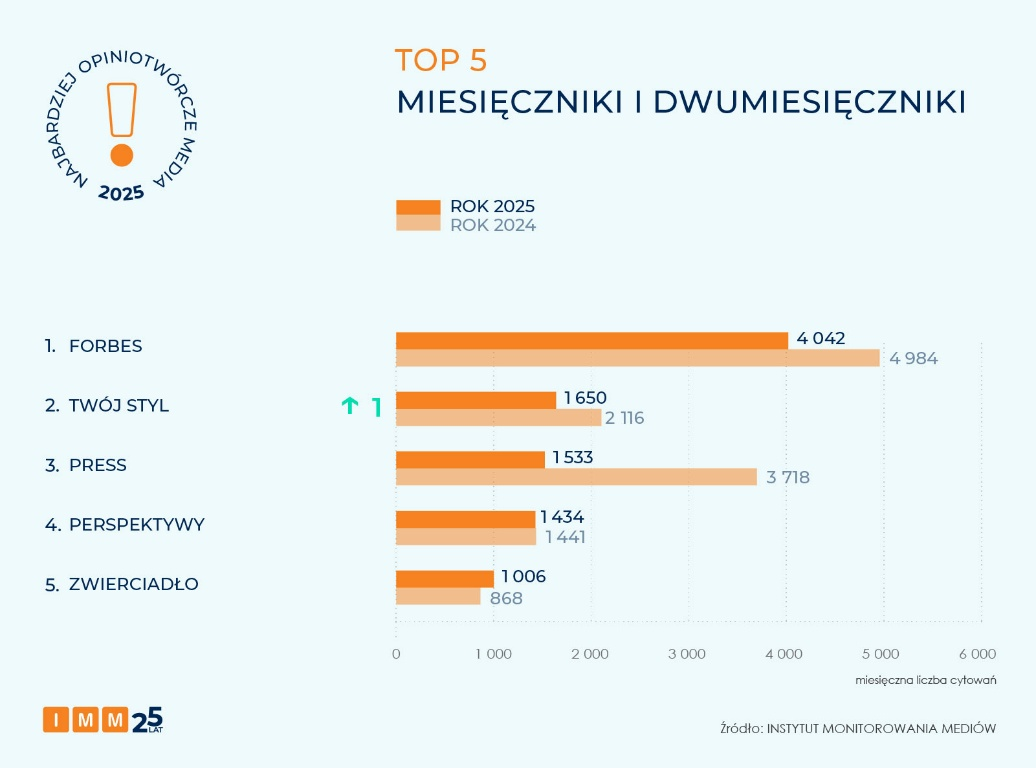 NAJBARDZIEJ OPINIOTWÓRCZE MEDIA
2025
TOP 5
MIESIĘCZNIKI I DWUMIESIĘCZNIKI
ROK 2025
ROK 2024
1. FORBES
4 042
4 984
2. TWÓJ STYL
↑ 1
1 650
2 116
3. PRESS
1 533
3 718
4. PERSPEKTYWY
1 434
1 441
5. ZWIERCIADŁO
1 006
868
0 1 000 2 000 3 000 4 000 5 000 6 000
miesięczna liczba cytowań
IMM 25 LAT
Źródło: INSTYTUT MONITOROWANIA MEDIÓW